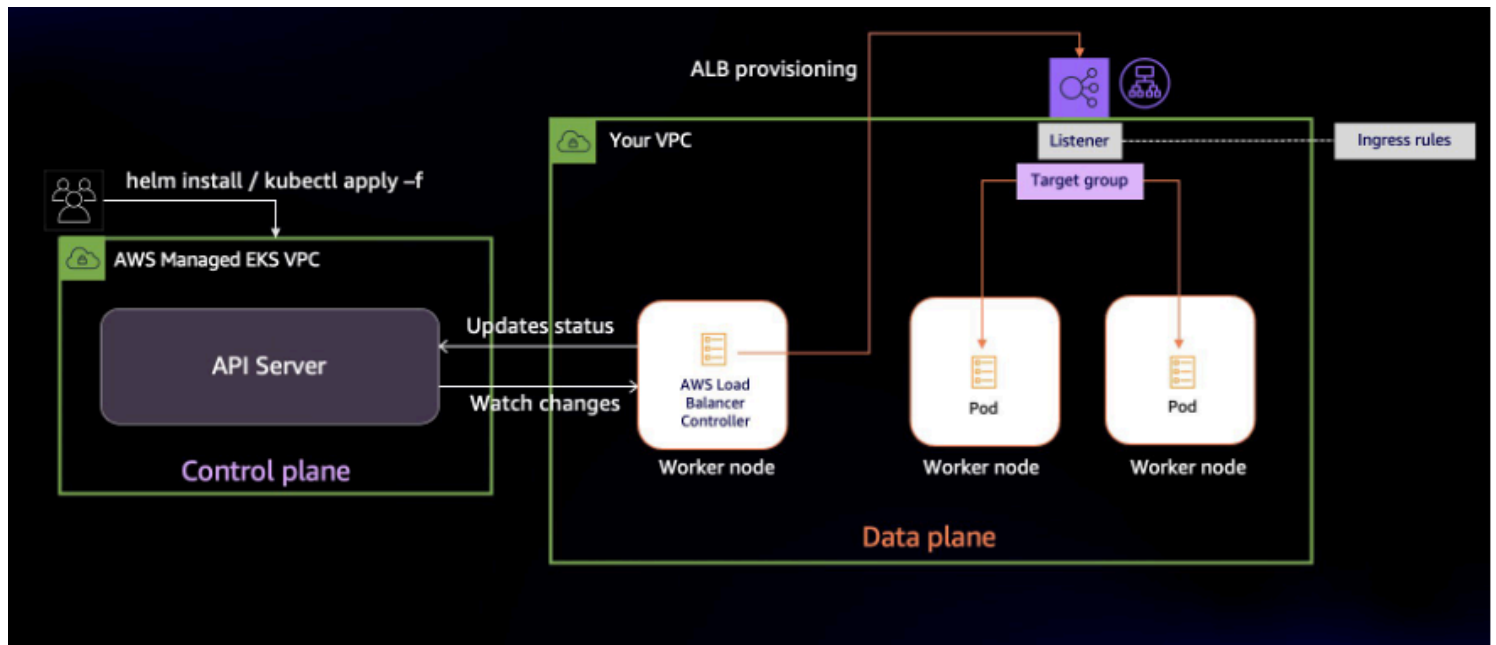 ALB provisioning
Your VPC
Listener
Ingress rules
Target group
helm install / kubectl apply –f
AWS Managed EKS VPC
API Server
Control plane
Updates status
Watch changes
AWS Load
Balancer
Controller
Worker node
Pod
Worker node
Pod
Worker node
Data plane